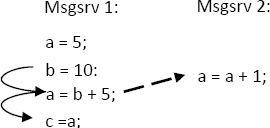 Msgsrv 1:
a = 5;
b = 10:
a = b + 5;
c =a;
Msgsrv 2:
a = a + 1;